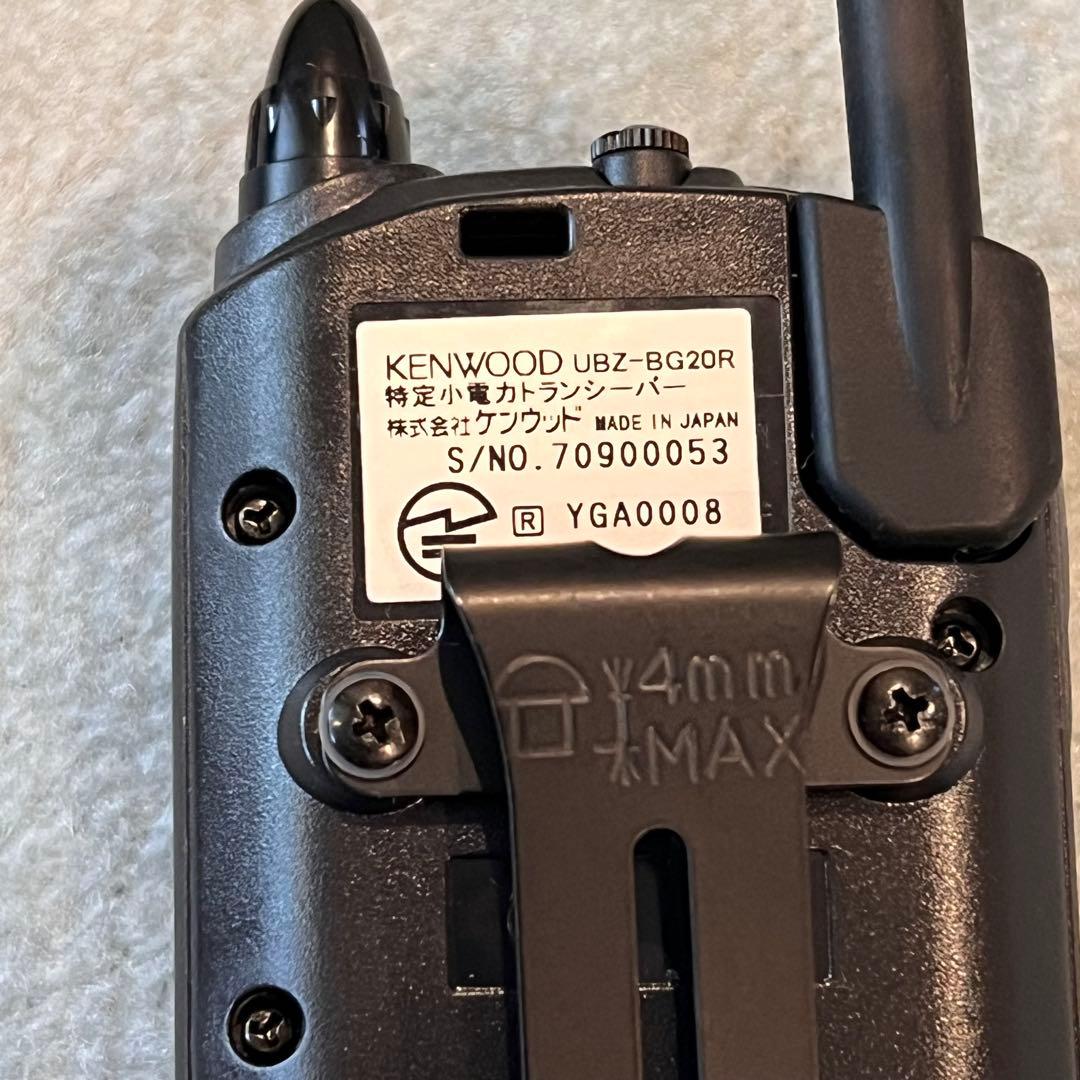 KENWOOD UBZ-BG20R
特定小電力トランシーバー
株式会社ケンウッド MADE IN JAPAN
S/NO.70900053
R YGA0008
4mm
MAX